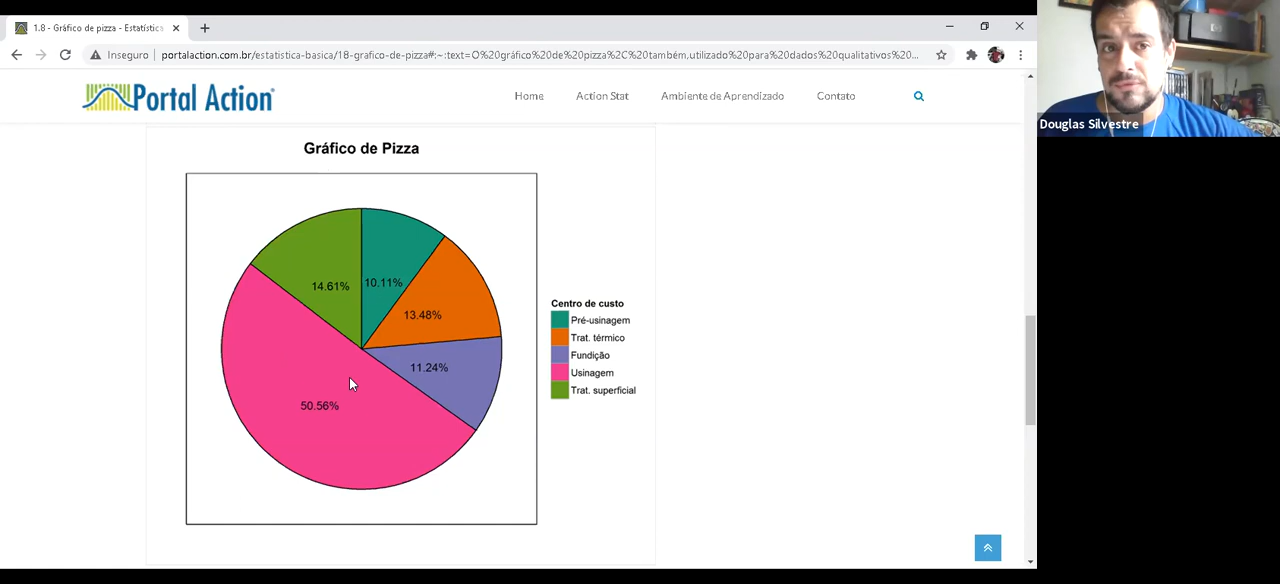 1.8 - Gráfico de pizza - Estatístic
Inseguro
portalaction.com.br/estatistica-basica/18-grafico-de-pizza#:~:text=O%20gráfico%20de%20pizza%2C%20também,utilizado%20para%20dados%20qualitativos%20...
Portal Action
Home
Action Stat
Ambiente de Aprendizado
Contato
Douglas Silvestre
Gráfico de Pizza
14.61%
10.11%
13.48%
11.24%
50.56%
Centro de custo
Pré-usinagem
Trat. térmico
Fundição
Usinagem
Trat. superficial